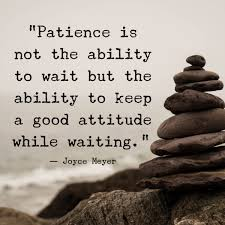 "Patience is
not the ability
to wait but the
ability to keep
a good attitude
while waiting."
— Joyce Meyer